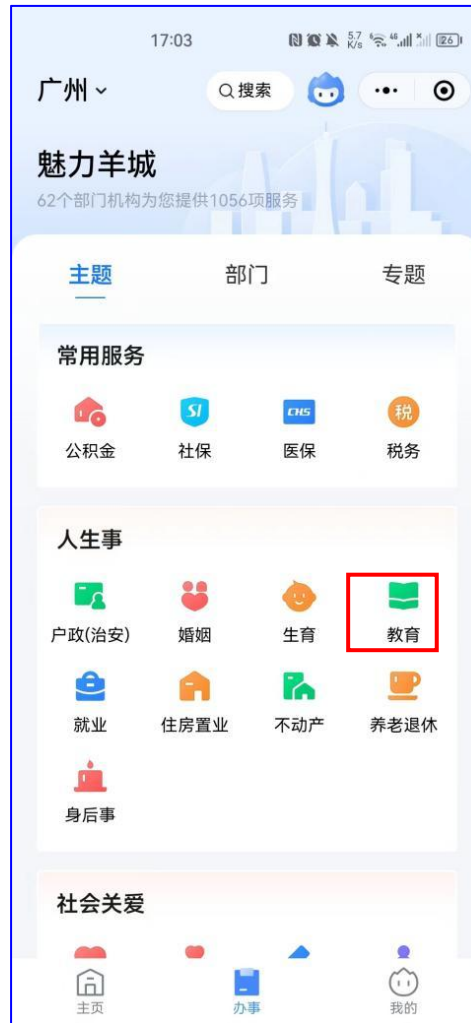 17:03 5.7 K/s 4G 26
广州 搜索
魅力羊城
62个部门机构为您提供1056项服务
主题 部门 专题
常用服务
SI CHS 税
公积金 社保 医保 税务
人生事
户政(治安) 婚姻 生育 教育
就业 住房置业 不动产 养老退休
身后事
社会关爱
主页 办事 我的